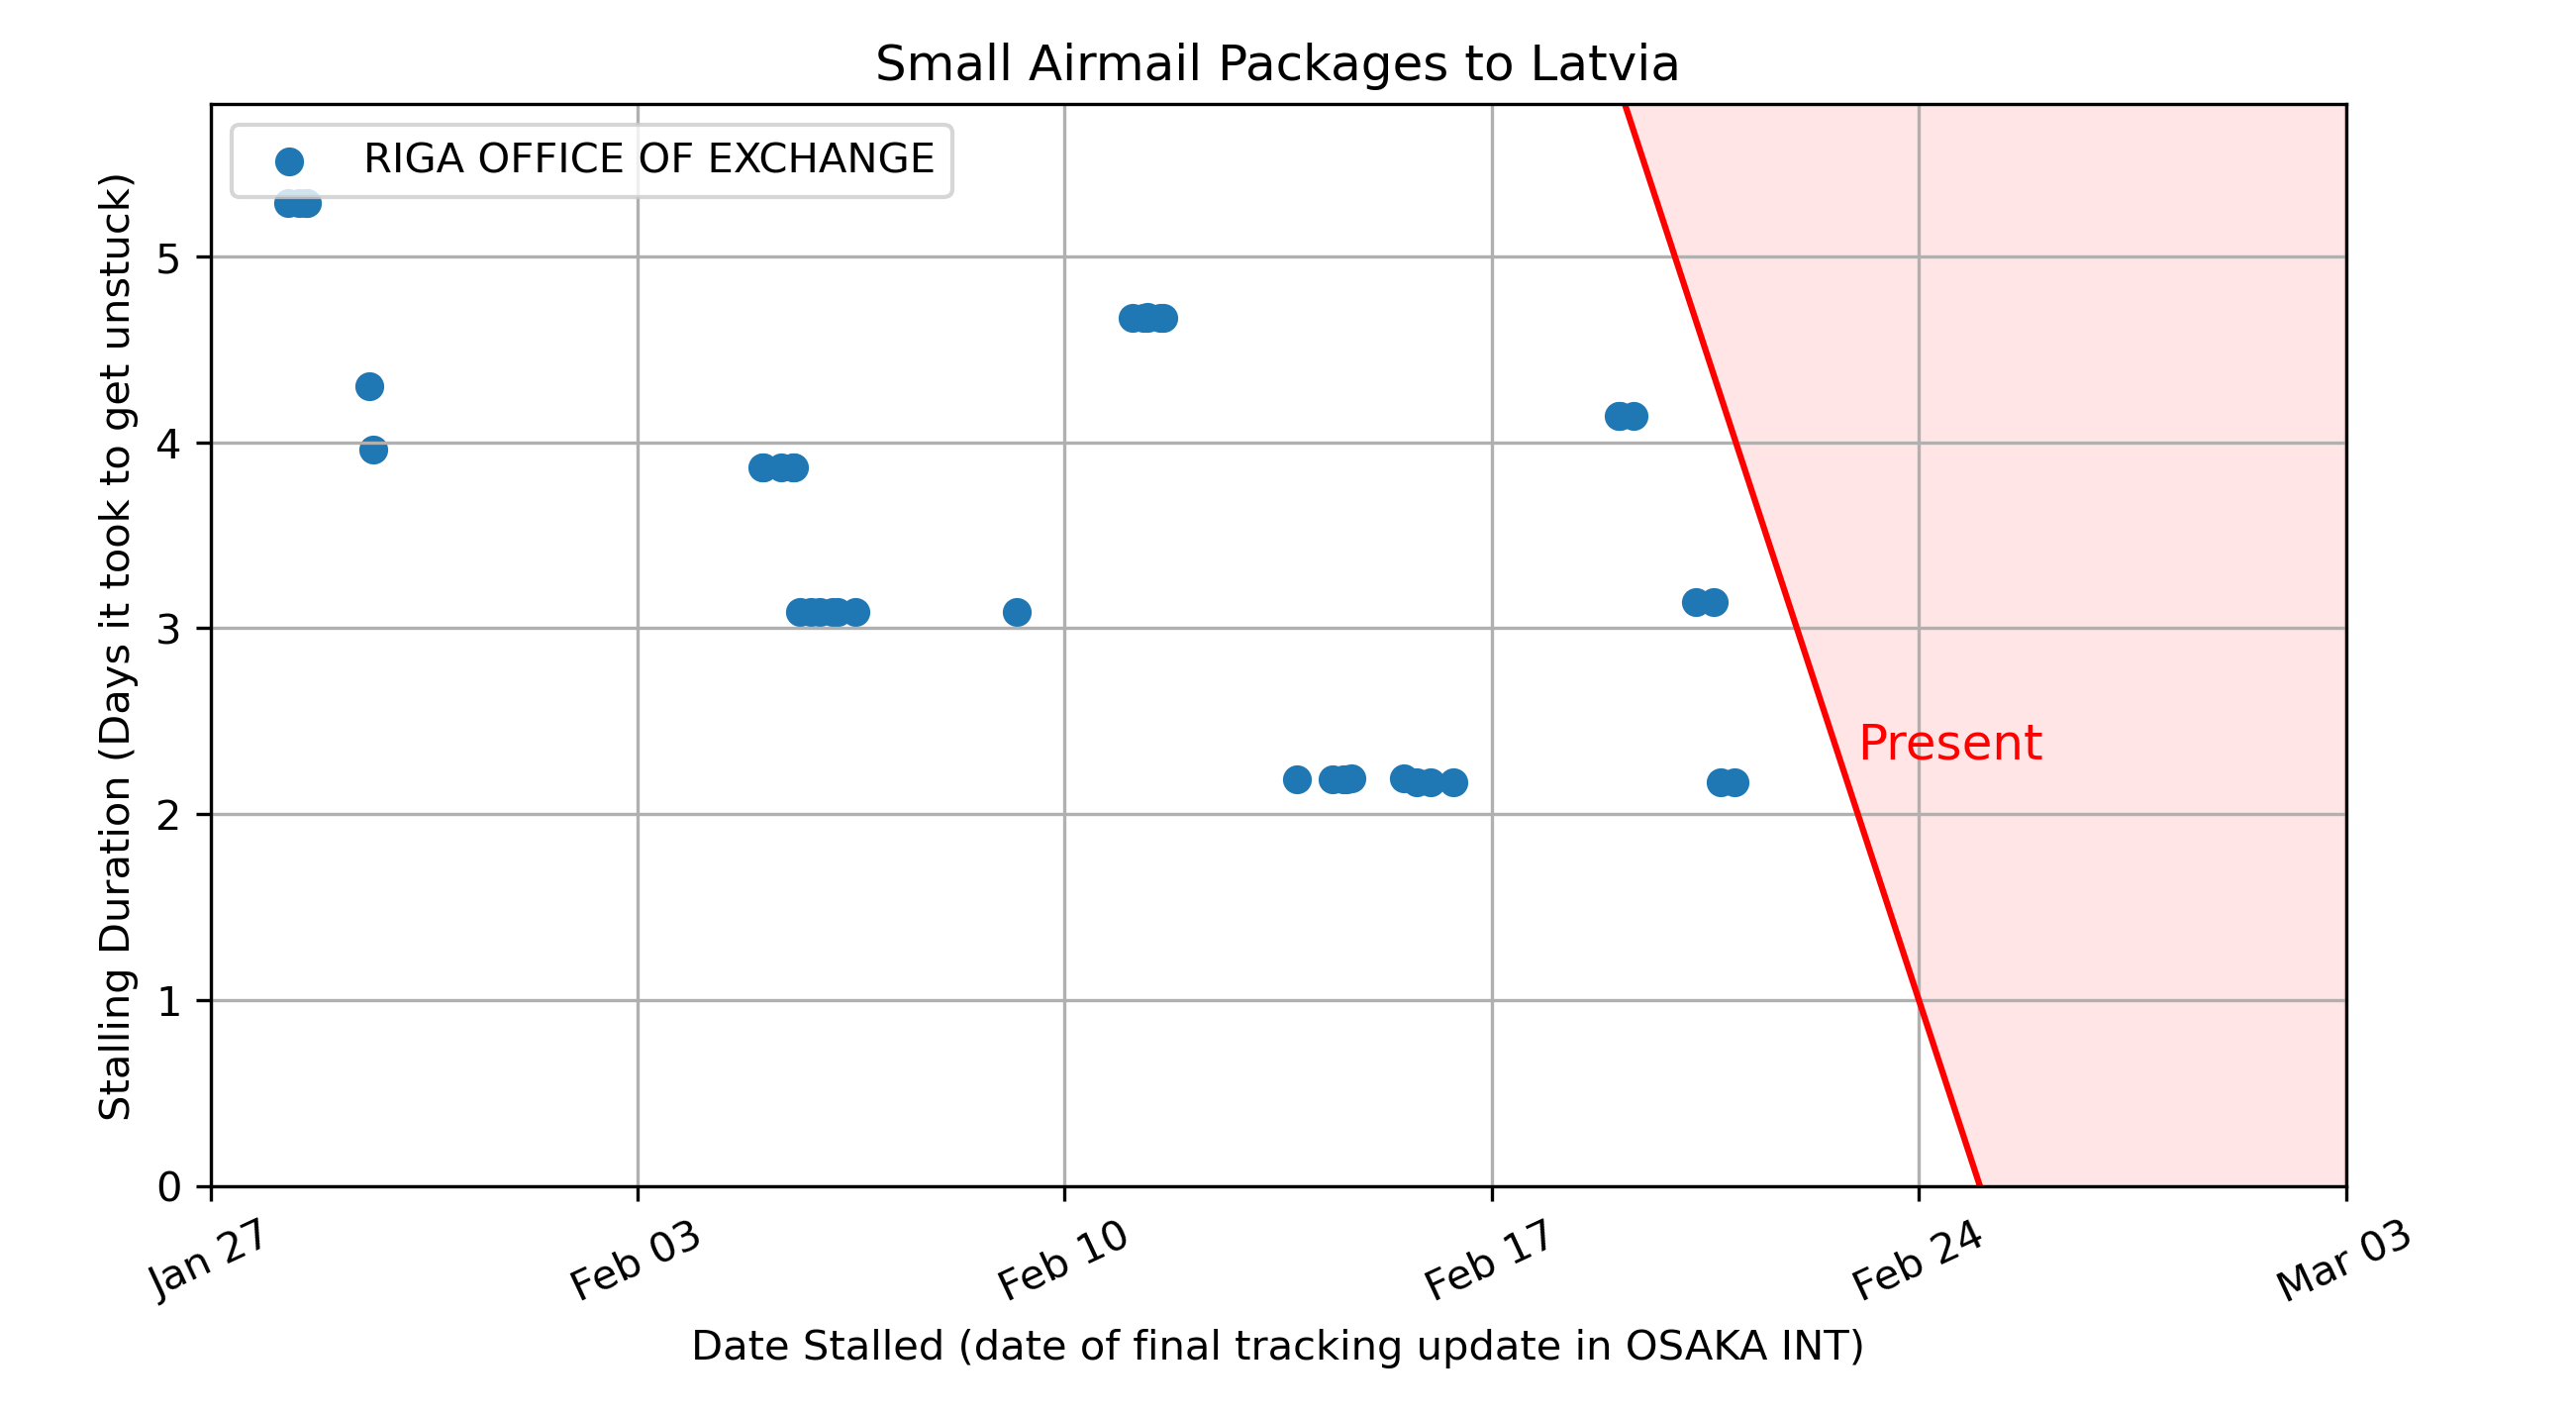 Small Airmail Packages to Latvia
RIGA OFFICE OF EXCHANGE
Stalling Duration (Days it took to get unstuck)
5
4
3
2
1
0
Present
Jan 27
Feb 03
Feb 10
Feb 17
Feb 24
Mar 03
Date Stalled (date of final tracking update in OSAKA INT)